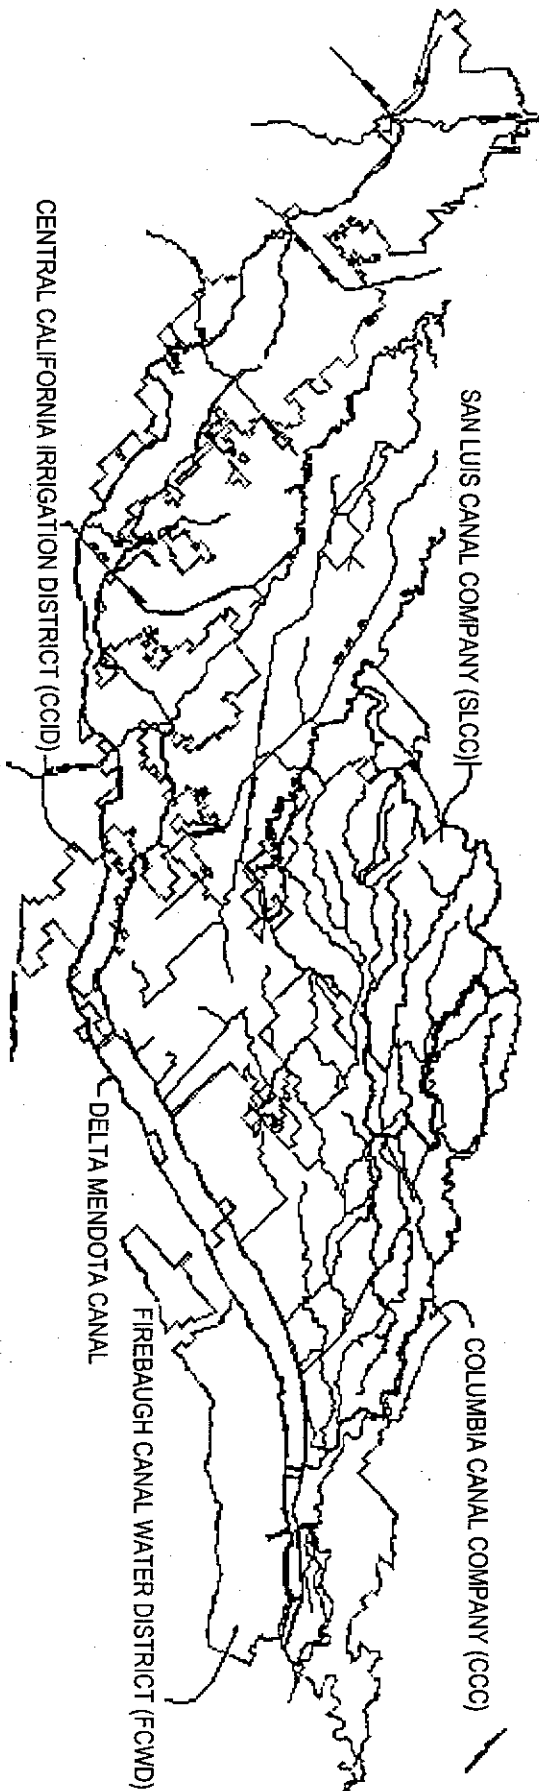 SAN LUIS CANAL COMPANY (SLCC)
COLUMBIA CANAL COMPANY (CCC)
CENTRAL CALIFORNIA IRRIGATION DISTRICT (CCID)
DELTA MENDOTA CANAL
FIREBAUGH CANAL WATER DISTRICT (FCWD)